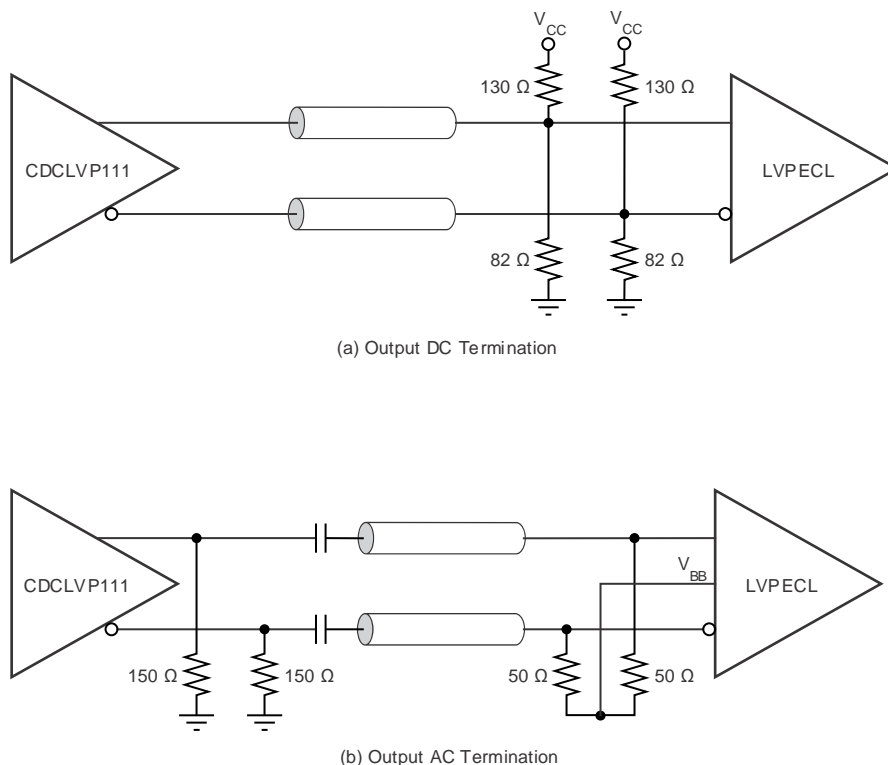 V_CC V_CC
130 Ω 130 Ω
CDCLVP111 LVPECL
82 Ω 82 Ω
(a) Output DC Termination
V_BB
CDCLVP111 LVPECL
150 Ω 150 Ω 50 Ω 50 Ω
(b) Output AC Termination